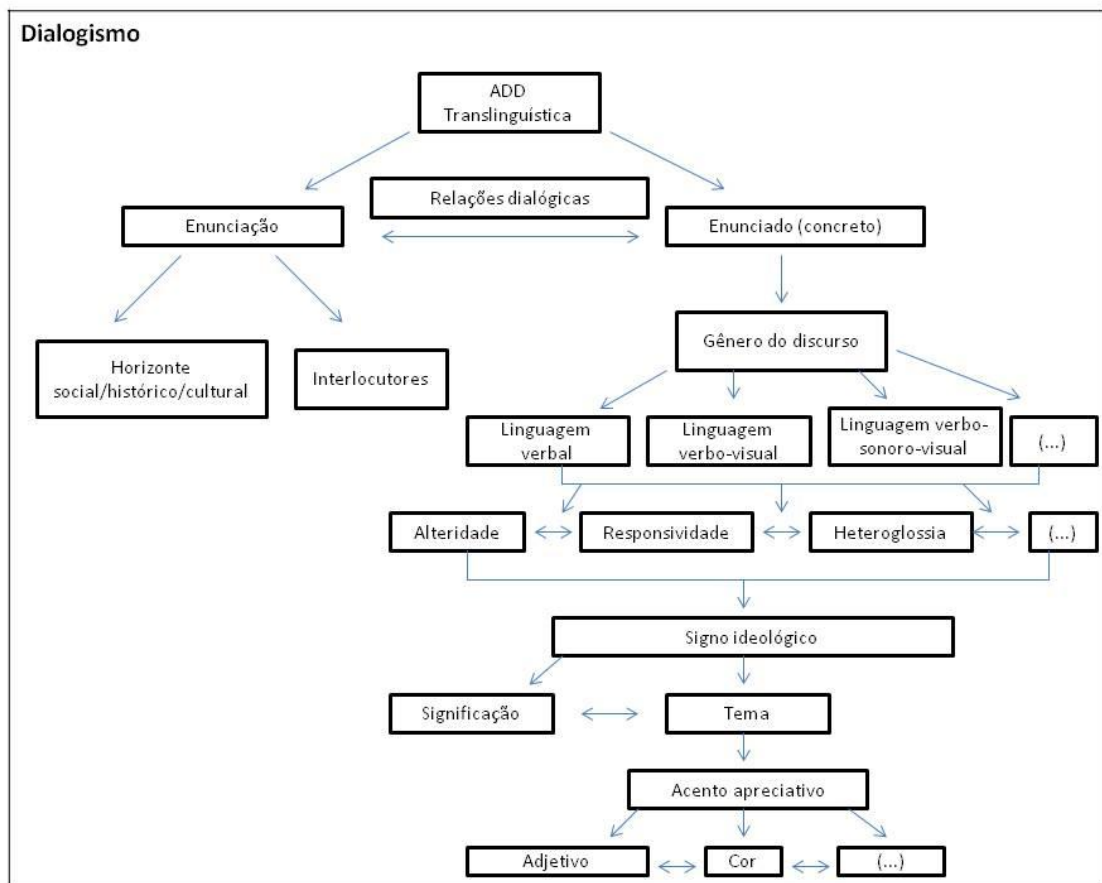 Dialogismo
ADD
Translinguística
Relações dialógicas
Enunciação
Enunciado (concreto)
Gênero do discurso
Horizonte
social/histórico/cultural
Interlocutores
Linguagem
verbal
Linguagem
verbo-visual
Linguagem verbo-
sonoro-visual
(...)
Alteridade
Responsividade
Heteroglossia
(...)
Signo ideológico
Significação
Tema
Acento apreciativo
Adjetivo
Cor
(...)